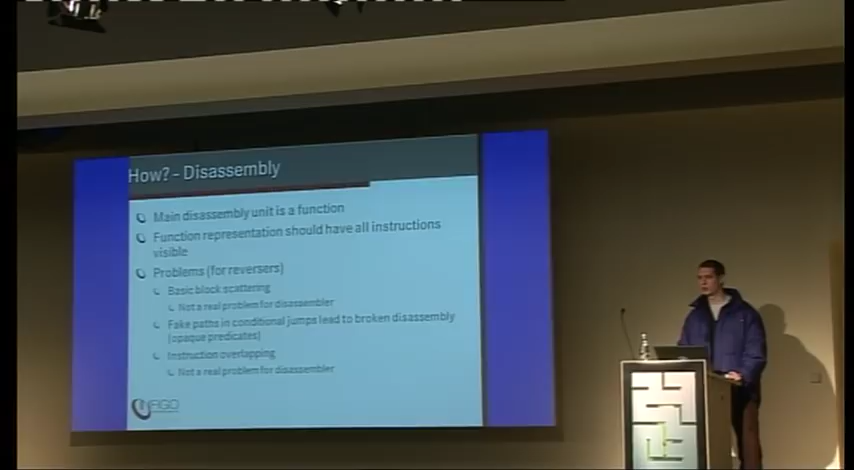 How? - Disassembly
Main disassembly unit is a function
Function representation should have all instructions
visible
Problems (for reversers)
Basic block scattering
Not a real problem for disassembler
Fake paths in conditional jumps lead to broken disassembly
(opaque predicates)
Instruction overlapping
Not a real problem for disassembler